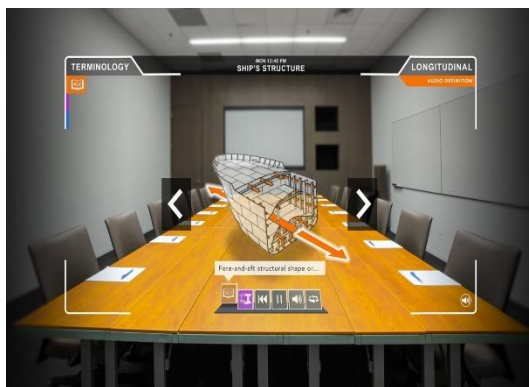 TERMINOLOGY
MON 12:45 PM
SHIP'S STRUCTURE
LONGITUDINAL
AUDIO DEFINITION
Fore-and-aft structural shape or...